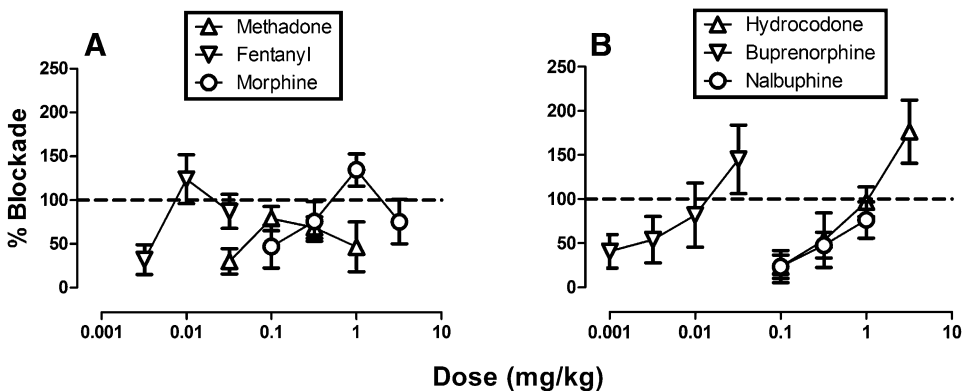 A
Methadone
Fentanyl
Morphine
B
Hydrocodone
Buprenorphine
Nalbuphine
% Blockade
250
200
150
100
50
0
0.001 0.01 0.1 1 10
250
200
150
100
50
0
0.001 0.01 0.1 1 10
Dose (mg/kg)